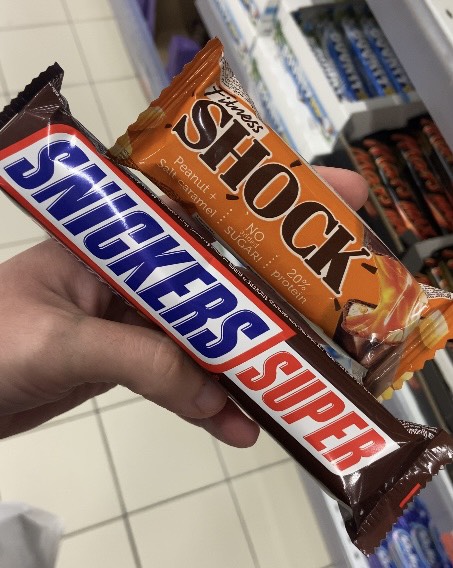 Fitness
SHOCK
Peanut +
Salt caramel
NO
SUGAR!
20%
protein
SNICKERS
SUPER